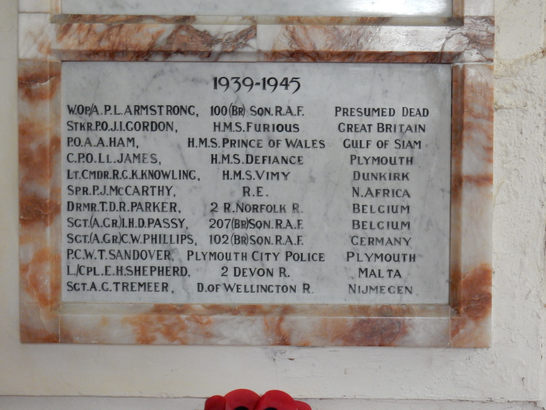 1939-1945
W.OP/A.P.L.ARMSTRONG, 100(BR) SQN.R.A.F. PRESUMED DEAD
STKR.P.O.J.I.GORDON, H.M.S.FURIOUS GREAT BRITAIN
P.O.A.A.HAM, H.M.S.PRINCE OF WALES GULF OF SIAM
C.P.O.LL.JAMES, H.M.S.DEFIANCE PLYMOUTH
LT.CMDR.R.G.K.KNOWLING, H.M.S.VIMY DUNKIRK
SPR.P.J.MCCARTHY, R.E. N.AFRICA
DRMR.T.D.R.PARKER, 2 R.NORFOLK R. BELGIUM
SGT.(A.GR)I.H.D.PASSY, 207(BR)SQN.R.A.F. BELGIUM
SGT.(A.GR)C.W.PHILLIPS, 102(BR)SQN.R.A.F. GERMANY
P.C.W.T.SANDOVER, PLYMOUTH CITY POLICE PLYMOUTH
L/CPL.E.H.SHEPHERD, 2 DEVON R. MALTA
SGT.A.G.TREMEER, D.OF WELLINGTON R. NIJMEGEN